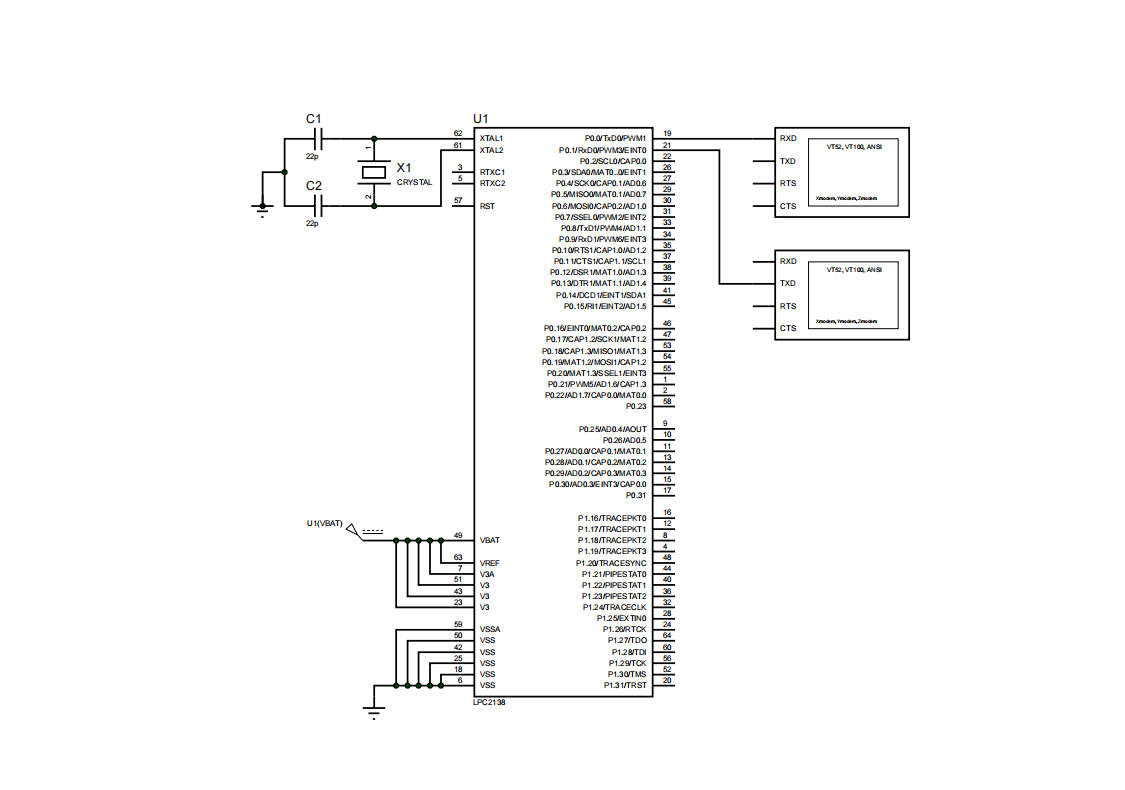 C1
22p
C2
22p
1
X1
CRYSTAL
2
U1
62 XTAL1
61 XTAL2
3 RTXC1
5 RTXC2
57 RST
P0.0/TxD0/PWM1 19
P0.1/RxD0/PWM3/EINT0 21
P0.2/SCL0/CAP0.0 22
P0.3/SDA0/MAT0..0/EINT1 26
P0.4/SCK0/CAP0.1/AD0.6 27
P0.5/MISO0/MAT0.1/AD0.7 29
P0.6/MOSI0/CAP0.2/AD1.0 30
P0.7/SSEL0/PWM2/EINT2 31
P0.8/TxD1/PWM4/AD1.1 33
P0.9/RxD1/PWM6/EINT3 34
P0.10/RTS1/CAP1.0/AD1.2 35
P0.11/CTS1/CAP1.1/SCL1 37
P0.12/DSR1/MAT1.0/AD1.3 38
P0.13/DTR1/MAT1.1/AD1.4 39
P0.14/DCD1/EINT1/SDA1 41
P0.15/RI1/EINT2/AD1.5 45
P0.16/EINT0/MAT0.2/CAP0.2 46
P0.17/CAP1.2/SCK1/MAT1.2 47
P0.18/CAP1.3/MISO1/MAT1.3 53
P0.19/MAT1.2/MOSI1/CAP1.2 54
P0.20/MAT1.3/SSEL1/EINT3 55
P0.21/PWM5/AD1.6/CAP1.3 1
P0.22/AD1.7/CAP0.0/MAT0.0 2
P0.23 58
P0.25/AD0.4/AOUT 9
P0.26/AD0.5 10
P0.27/AD0.0/CAP0.1/MAT0.1 11
P0.28/AD0.1/CAP0.2/MAT0.2 13
P0.29/AD0.2/CAP0.3/MAT0.3 14
P0.30/AD0.3/EINT3/CAP0.0 15
P0.31 17
P1.16/TRACEPKT0 16
P1.17/TRACEPKT1 12
P1.18/TRACEPKT2 8
P1.19/TRACEPKT3 4
P1.20/TRACESYNC 48
P1.21/PIPESTAT0 44
P1.22/PIPESTAT1 40
P1.23/PIPESTAT2 36
P1.24/TRACECLK 32
P1.25/EXTIN0 28
P1.26/RTCK 24
P1.27/TDO 64
P1.28/TDI 60
P1.29/TCK 56
P1.30/TMS 52
P1.31/TRST 20
U1(VBAT)
49 VBAT
63 VREF
7 V3A
51 V3
43 V3
23 V3
59 VSSA
50 VSS
42 VSS
25 VSS
18 VSS
6 VSS
LPC2138
RXD
TXD
RTS
CTS
VT52, VT100, ANSI
Xmodem, Ymodem, Zmodem
RXD
TXD
RTS
CTS
VT52, VT100, ANSI
Xmodem, Ymodem, Zmodem